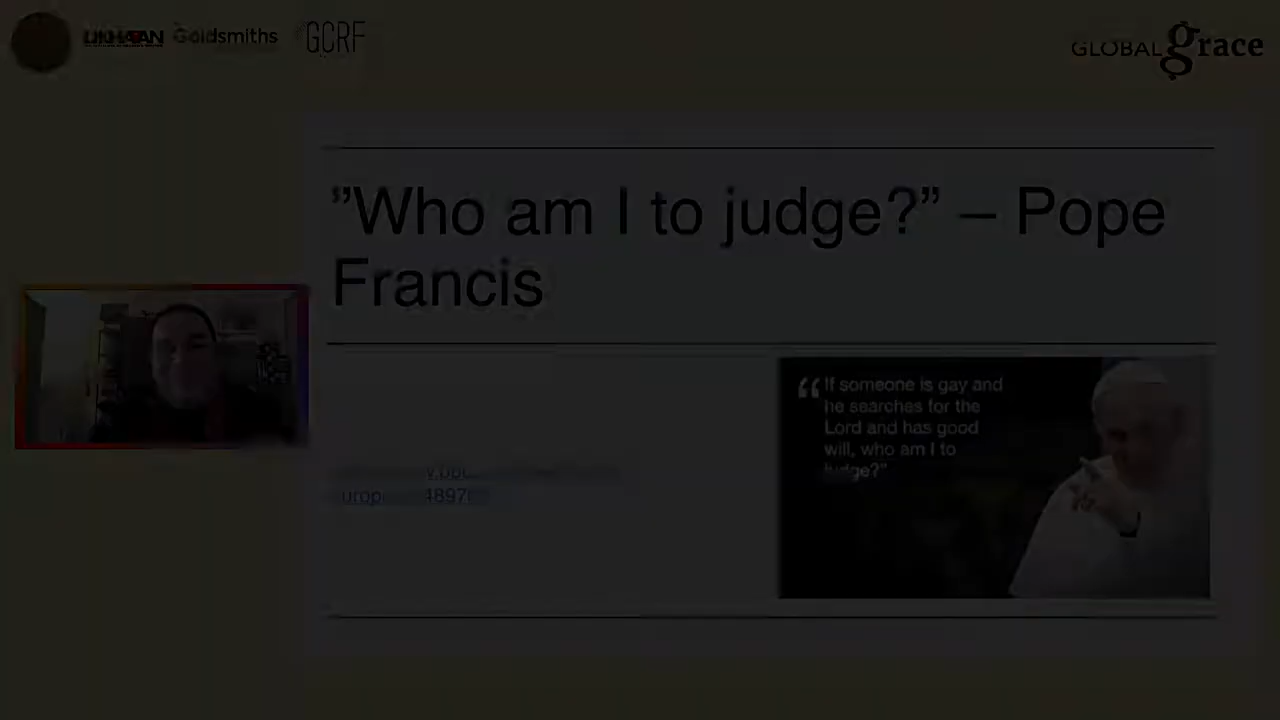 LIKHAAN Goldsmiths GCRF
GLOBAL grace
”Who am I to judge?” – Pope
Francis
“If someone is gay and
he searches for the
Lord and has good
will, who am I to
judge?”